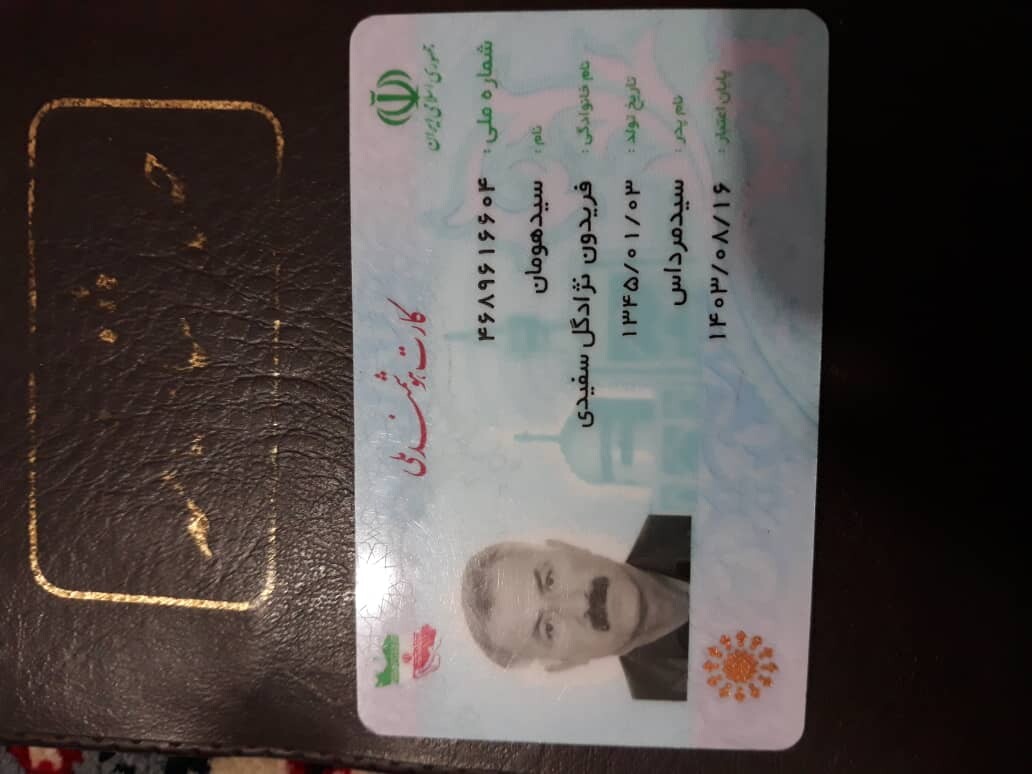 جمهوری اسلامی ایران
کارت هوشمند ملی
شماره ملی : ۴۶۸۹۶۱۶۶۰۴
نام : سیدهومان
نام خانوادگی : فریدون نژادگل سفیدی
تاریخ تولد : ۱۳۴۵/۰۱/۰۳
نام پدر : سیدمرداس
پایان اعتبار : ۱۴۰۳/۰۸/۱۶